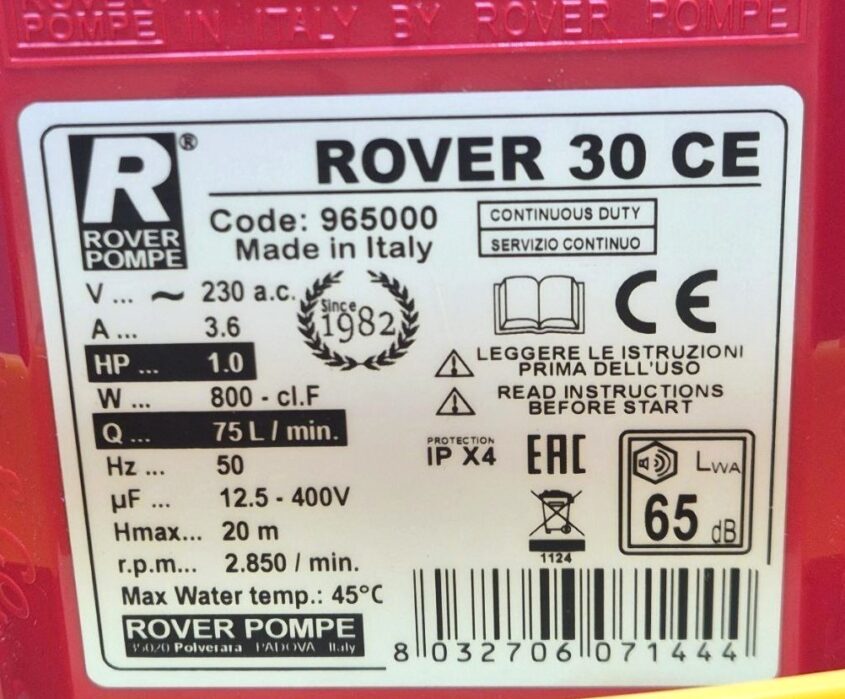 POMPE IN ITALY BY ROVER POMPE
R®
ROVER
POMPE
ROVER 30 CE
Code: 965000
Made in Italy
CONTINUOUS DUTY
SERVIZIO CONTINUO
V ... ~ 230 a.c.
A ... 3.6
HP ... 1.0
W ... 800 - cl.F
Q ... 75 L / min.
Hz ... 50
µF ... 12.5 - 400V
Hmax... 20 m
r.p.m... 2.850 / min.
Max Water temp.: 45°C
ROVER POMPE
35020 Polverara PADOVA Italy
Since
1982
CE
LEGGERE LE ISTRUZIONI
PRIMA DELL'USO
READ INSTRUCTIONS
BEFORE START
PROTECTION
IP X4
EAC
1124
LWA
65 dB
8 032706 071444